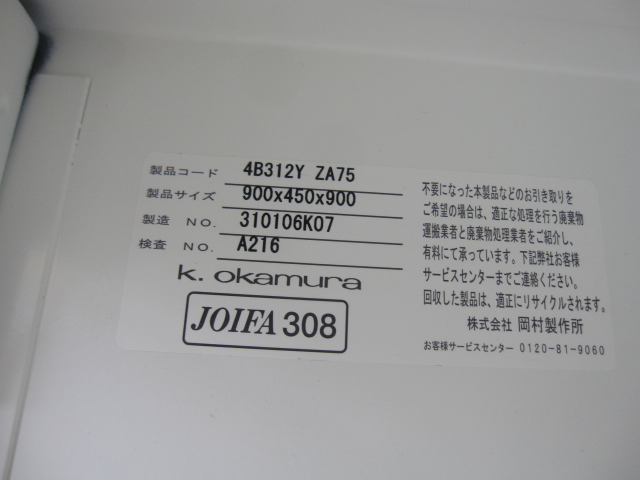 製品コード 4B312Y ZA75
製品サイズ 900x450x900
製造 NO. 310106K07
検査 NO. A216
k. okamura
JOIFA 308
不要になった本製品などのお引き取りを
ご希望の場合は、適正な処理を行う廃棄物
運搬業者と廃棄物処理業者をご紹介し、
有料にて承っています。下記弊社お客様
サービスセンターまでご連絡ください。
回収した製品は、適正にリサイクルされます。
株式会社 岡村製作所
お客様サービスセンター 0120-81-9060